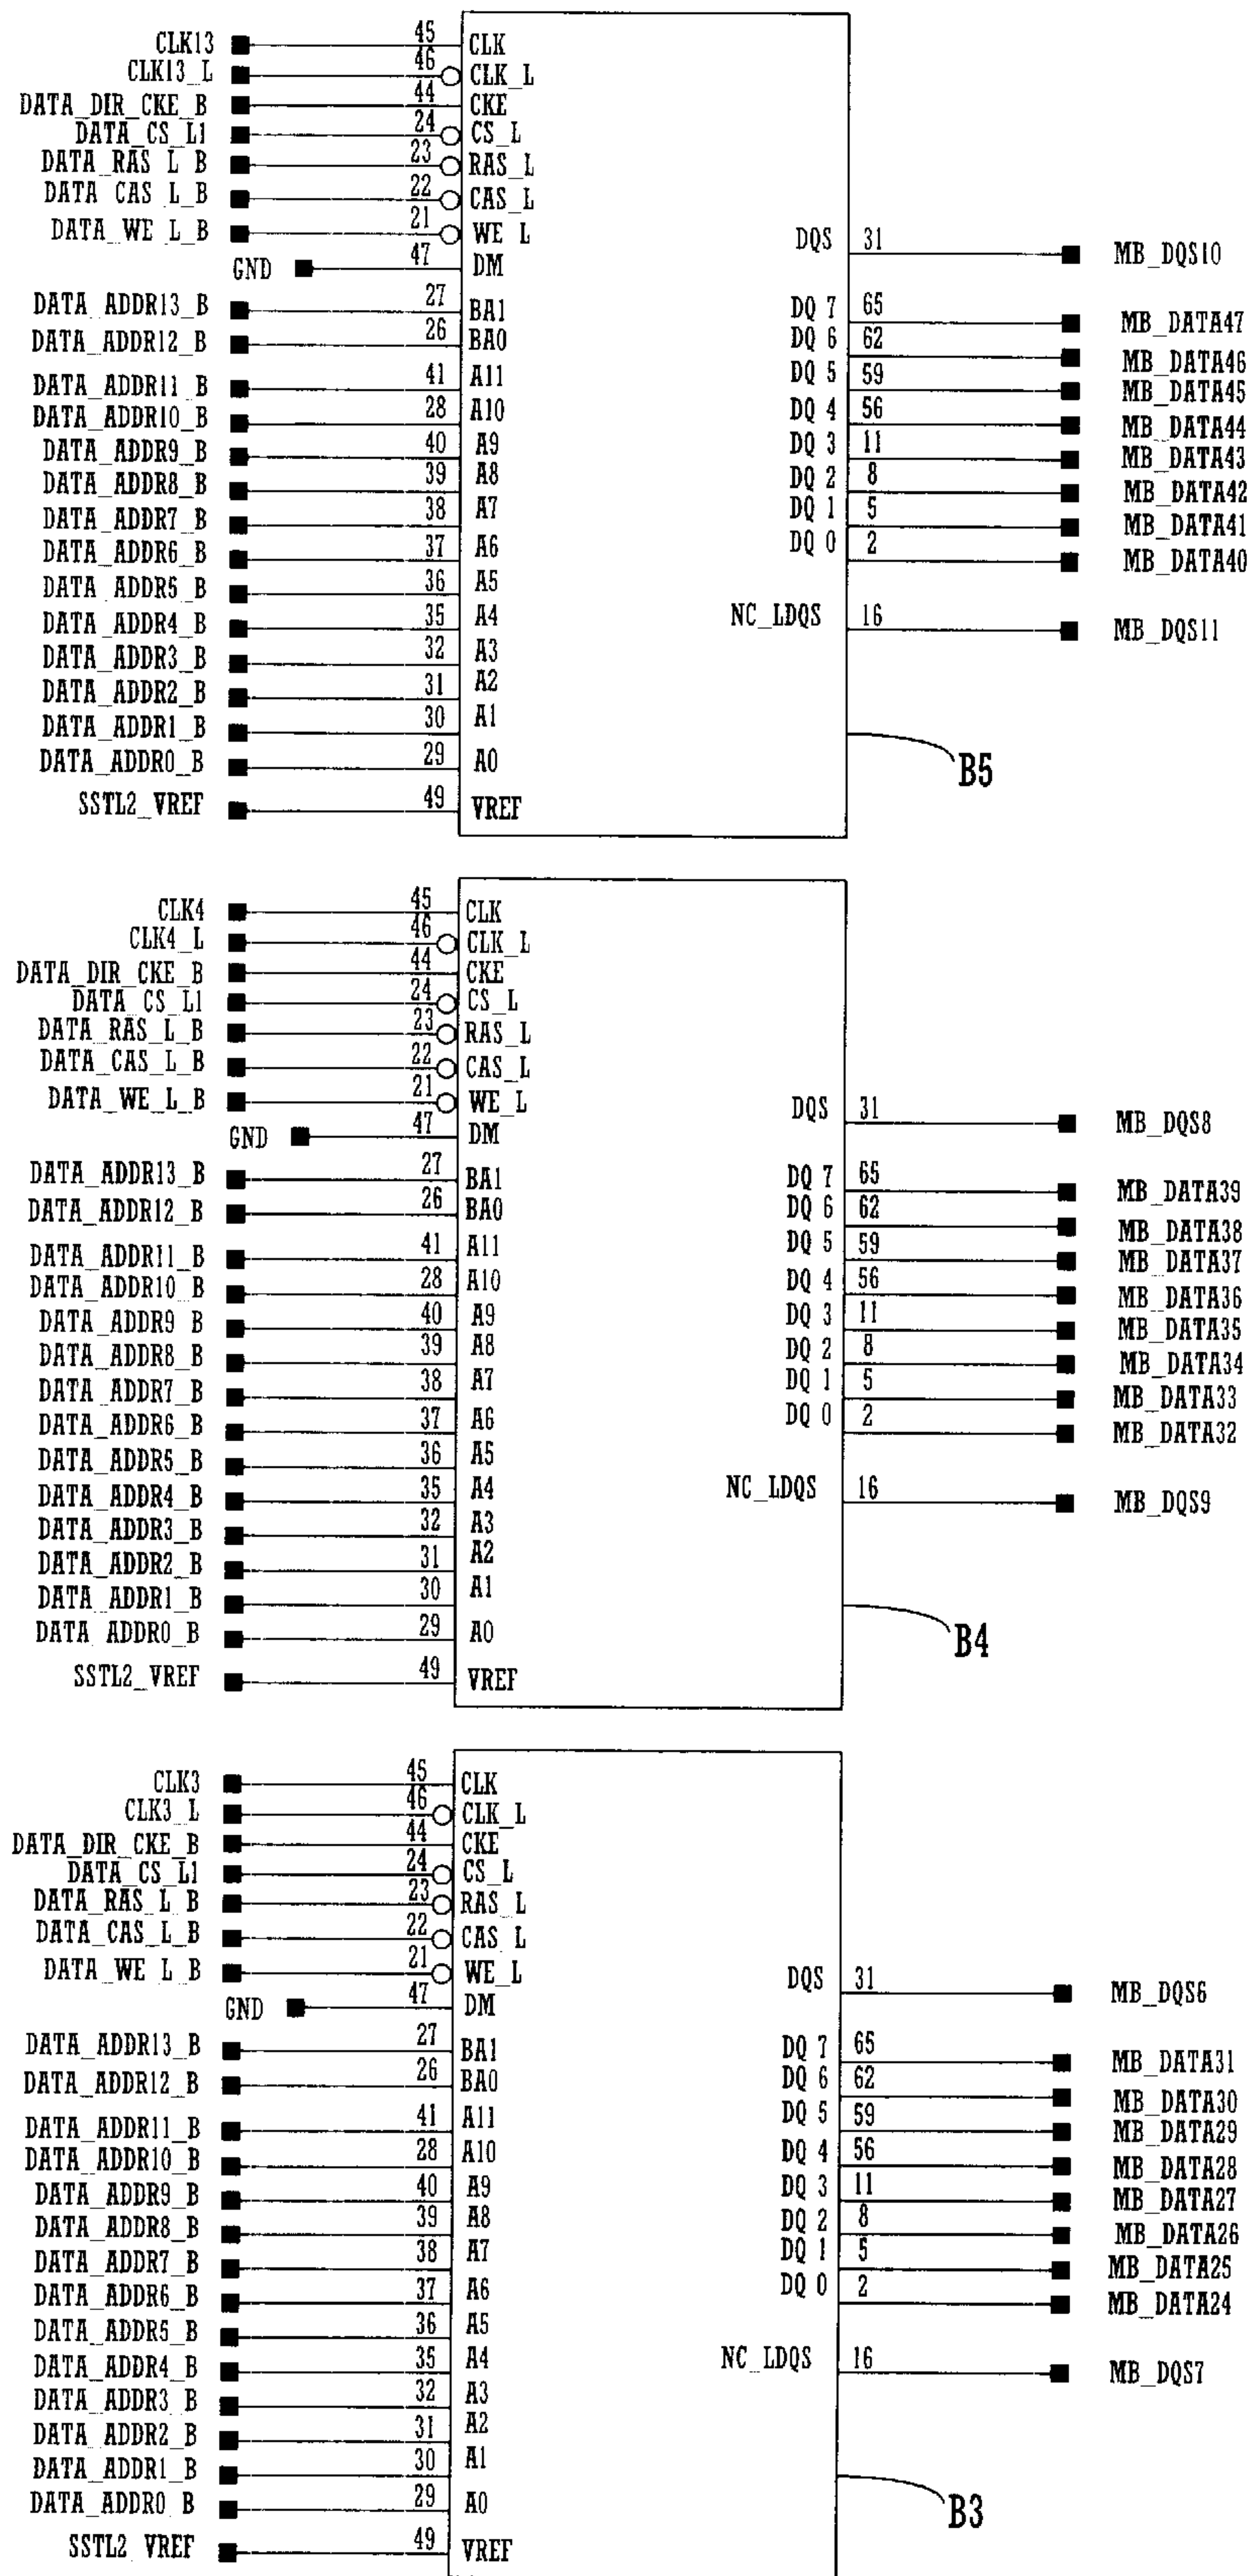 CLK13 45 CLK
CLK13_L 46 CLK_L
DATA_DIR_CKE_B 44 CKE
DATA_CS_L1 24 CS_L
DATA_RAS_L_B 23 RAS_L
DATA_CAS_L_B 22 CAS_L
DATA_WE_L_B 21 WE_L
DQS 31 MB_DQS10
GND 47 DM
DATA_ADDR13_B 27 BA1 DQ 7 65 MB_DATA47
DATA_ADDR12_B 26 BA0 DQ 6 62 MB_DATA46
DATA_ADDR11_B 41 A11 DQ 5 59 MB_DATA45
DATA_ADDR10_B 28 A10 DQ 4 56 MB_DATA44
DATA_ADDR9_B 40 A9 DQ 3 11 MB_DATA43
DATA_ADDR8_B 39 A8 DQ 2 8 MB_DATA42
DATA_ADDR7_B 38 A7 DQ 1 5 MB_DATA41
DATA_ADDR6_B 37 A6 DQ 0 2 MB_DATA40
DATA_ADDR5_B 36 A5
DATA_ADDR4_B 35 A4 NC_LDQS 16 MB_DQS11
DATA_ADDR3_B 32 A3
DATA_ADDR2_B 31 A2
DATA_ADDR1_B 30 A1
DATA_ADDR0_B 29 A0 B5
SSTL2_VREF 49 VREF
CLK4 45 CLK
CLK4_L 46 CLK_L
DATA_DIR_CKE_B 44 CKE
DATA_CS_L1 24 CS_L
DATA_RAS_L_B 23 RAS_L
DATA_CAS_L_B 22 CAS_L
DATA_WE_L_B 21 WE_L
DQS 31 MB_DQS8
GND 47 DM
DATA_ADDR13_B 27 BA1 DQ 7 65 MB_DATA39
DATA_ADDR12_B 26 BA0 DQ 6 62 MB_DATA38
DATA_ADDR11_B 41 A11 DQ 5 59 MB_DATA37
DATA_ADDR10_B 28 A10 DQ 4 56 MB_DATA36
DATA_ADDR9_B 40 A9 DQ 3 11 MB_DATA35
DATA_ADDR8_B 39 A8 DQ 2 8 MB_DATA34
DATA_ADDR7_B 38 A7 DQ 1 5 MB_DATA33
DATA_ADDR6_B 37 A6 DQ 0 2 MB_DATA32
DATA_ADDR5_B 36 A5
DATA_ADDR4_B 35 A4 NC_LDQS 16 MB_DQS9
DATA_ADDR3_B 32 A3
DATA_ADDR2_B 31 A2
DATA_ADDR1_B 30 A1
DATA_ADDR0_B 29 A0 B4
SSTL2_VREF 49 VREF
CLK3 45 CLK
CLK3_L 46 CLK_L
DATA_DIR_CKE_B 44 CKE
DATA_CS_L1 24 CS_L
DATA_RAS_L_B 23 RAS_L
DATA_CAS_L_B 22 CAS_L
DATA_WE_L_B 21 WE_L
DQS 31 MB_DQS6
GND 47 DM
DATA_ADDR13_B 27 BA1 DQ 7 65 MB_DATA31
DATA_ADDR12_B 26 BA0 DQ 6 62 MB_DATA30
DATA_ADDR11_B 41 A11 DQ 5 59 MB_DATA29
DATA_ADDR10_B 28 A10 DQ 4 56 MB_DATA28
DATA_ADDR9_B 40 A9 DQ 3 11 MB_DATA27
DATA_ADDR8_B 39 A8 DQ 2 8 MB_DATA26
DATA_ADDR7_B 38 A7 DQ 1 5 MB_DATA25
DATA_ADDR6_B 37 A6 DQ 0 2 MB_DATA24
DATA_ADDR5_B 36 A5
DATA_ADDR4_B 35 A4 NC_LDQS 16 MB_DQS7
DATA_ADDR3_B 32 A3
DATA_ADDR2_B 31 A2
DATA_ADDR1_B 30 A1
DATA_ADDR0_B 29 A0 B3
SSTL2_VREF 49 VREF